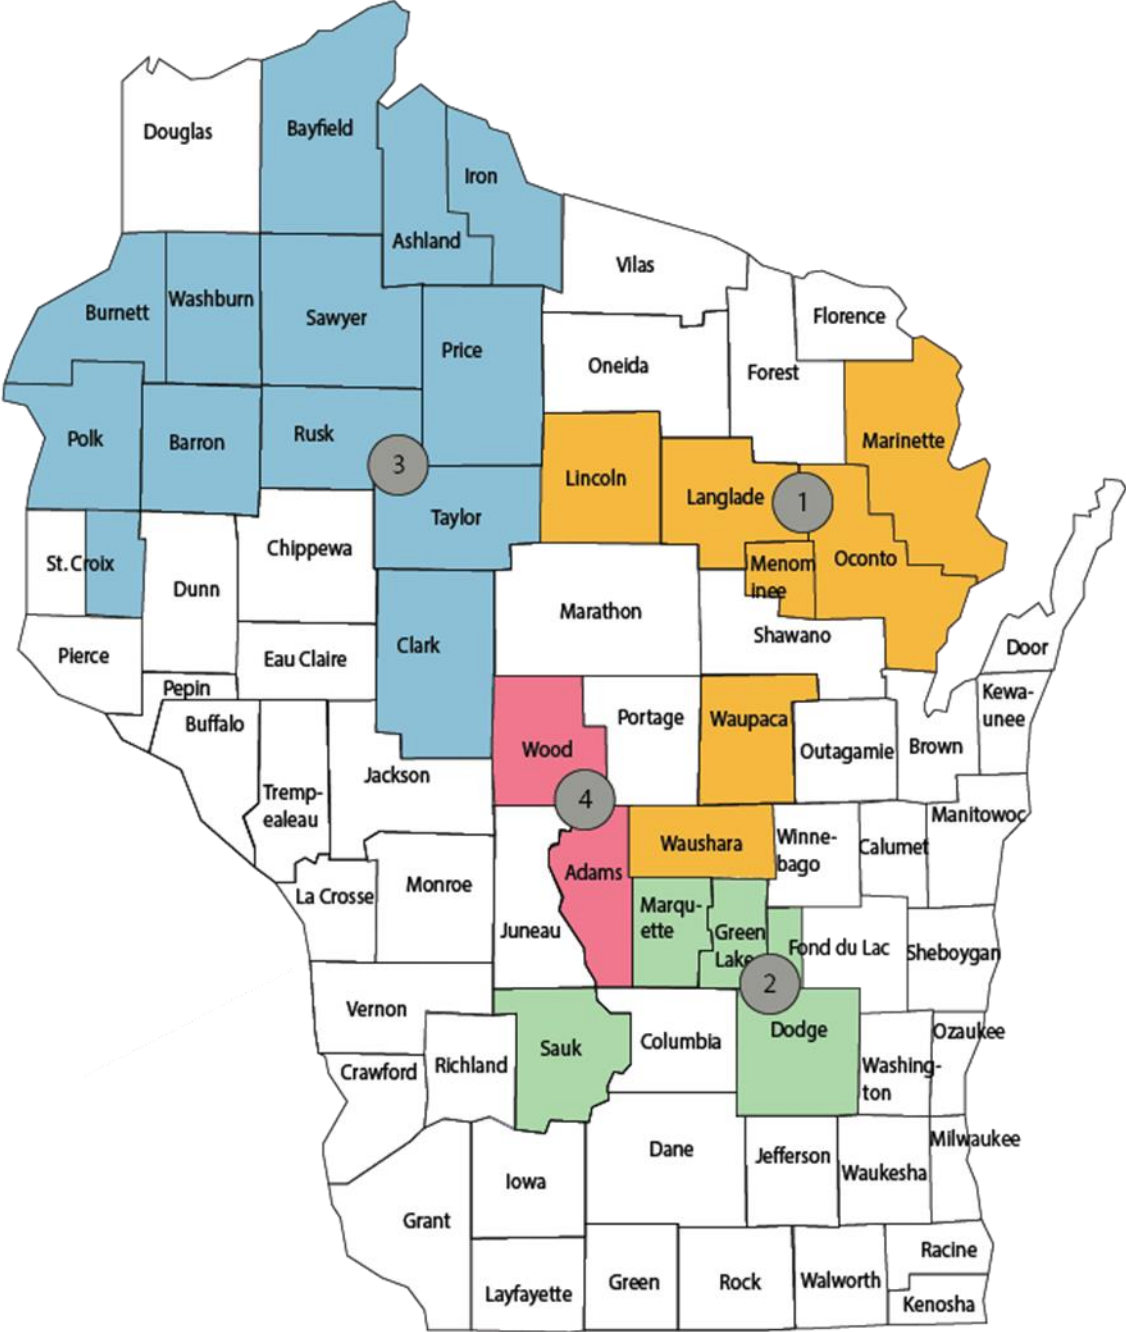 Douglas
Bayfield
Iron
Ashland
Vilas
Burnett
Washburn
Sawyer
Price
Florence
Oneida
Forest
Polk
Barron
Rusk
3
Marinette
Lincoln
Langlade
1
Taylor
St. Croix
Chippewa
Dunn
Menom
inee
Oconto
Marathon
Shawano
Pierce
Eau Claire
Clark
Door
Pepin
Buffalo
Portage
Waupaca
Kewa-
unee
Wood
Outagamie
Brown
Jackson
Tremp-
ealeau
4
Manitowoc
Waushara
Winne-
bago
Calumet
Adams
La Crosse
Monroe
Juneau
Marqu-
ette
Green
Lake
Fond du Lac
Sheboygan
2
Vernon
Sauk
Columbia
Dodge
Ozaukee
Crawford
Richland
Washing-
ton
Dane
Jefferson
Milwaukee
Waukesha
Iowa
Grant
Racine
Layfayette
Green
Rock
Walworth
Kenosha